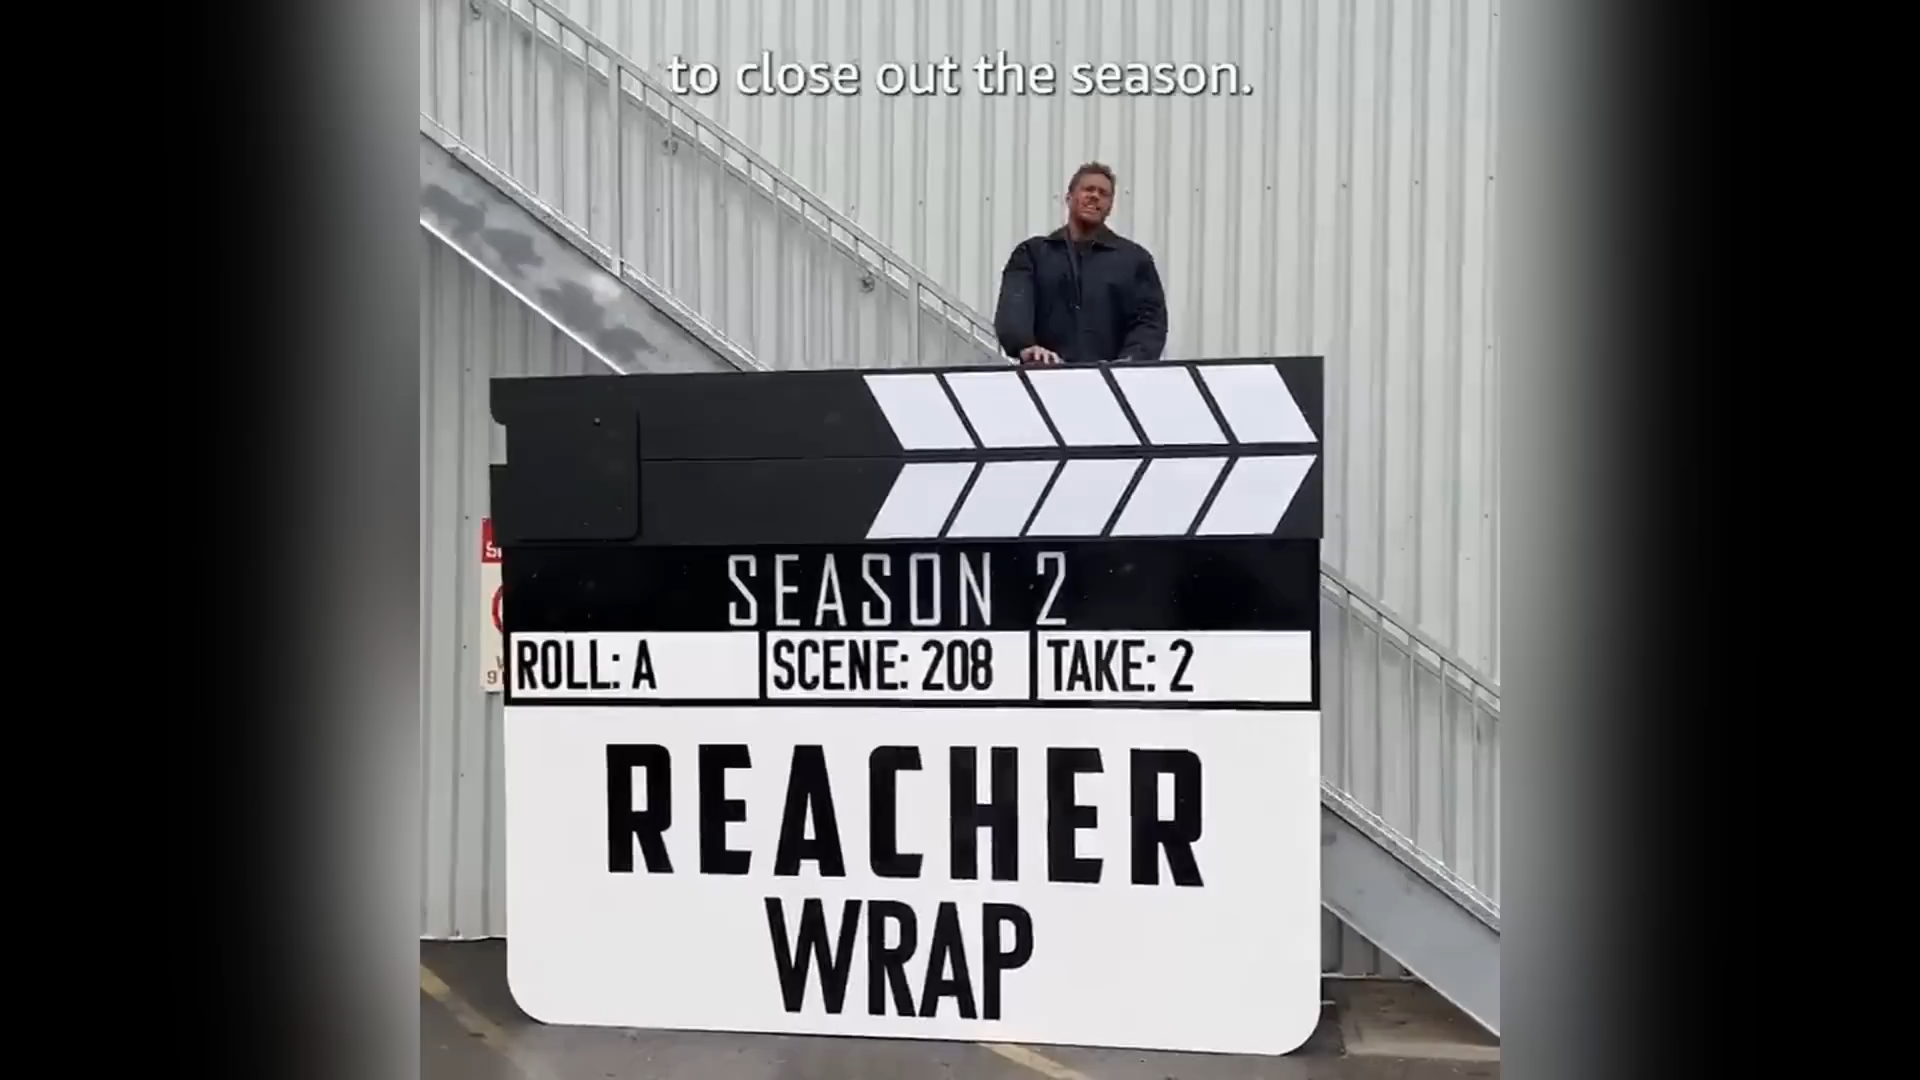 to close out the season.
SEASON 2
ROLL: A
SCENE: 208
TAKE: 2
REACHER
WRAP